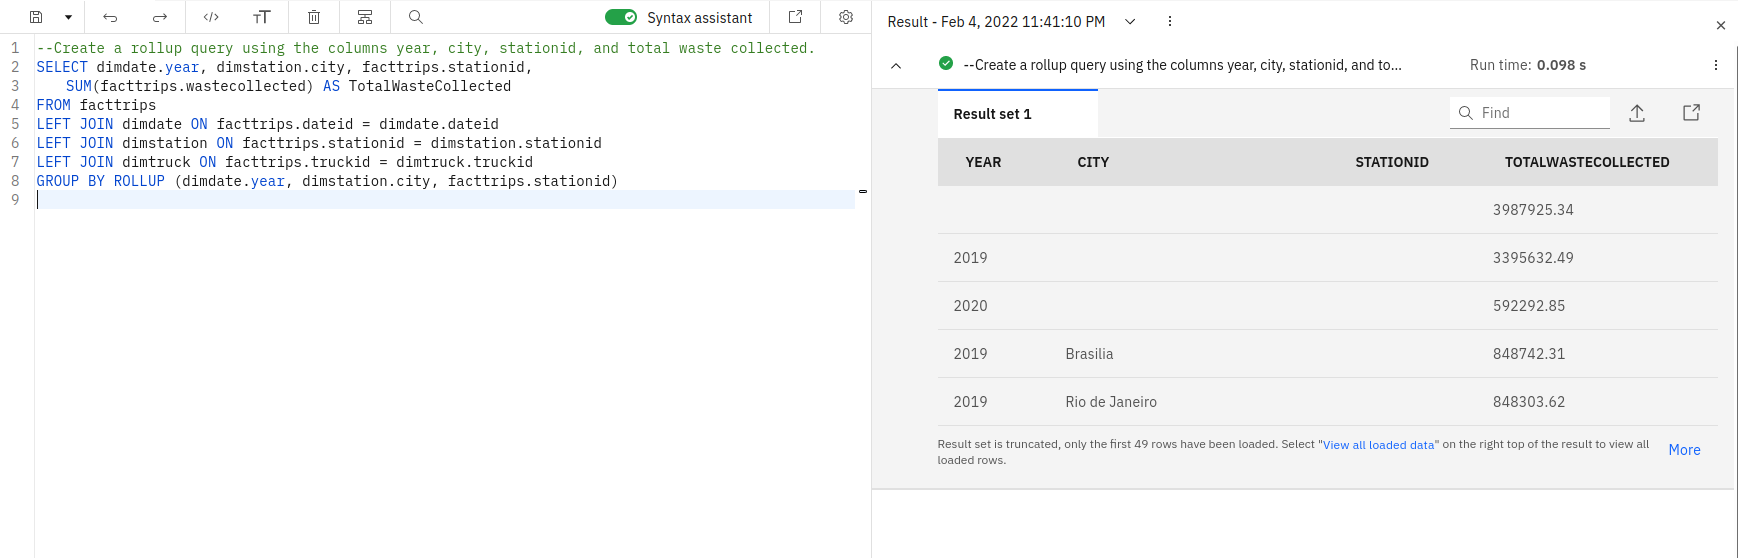 Syntax assistant
1 --Create a rollup query using the columns year, city, stationid, and total waste collected.
2 SELECT dimdate.year, dimstation.city, facttrips.stationid,
3 SUM(facttrips.wastecollected) AS TotalWasteCollected
4 FROM facttrips
5 LEFT JOIN dimdate ON facttrips.dateid = dimdate.dateid
6 LEFT JOIN dimstation ON facttrips.stationid = dimstation.stationid
7 LEFT JOIN dimtruck ON facttrips.truckid = dimtruck.truckid
8 GROUP BY ROLLUP (dimdate.year, dimstation.city, facttrips.stationid)
9
Result - Feb 4, 2022 11:41:10 PM
--Create a rollup query using the columns year, city, stationid, and to... Run time: 0.098 s
Result set 1 Find
YEAR CITY STATIONID TOTALWASTECOLLECTED
3987925.34
2019 3395632.49
2020 592292.85
2019 Brasilia 848742.31
2019 Rio de Janeiro 848303.62
Result set is truncated, only the first 49 rows have been loaded. Select "View all loaded data" on the right top of the result to view all
loaded rows.
More